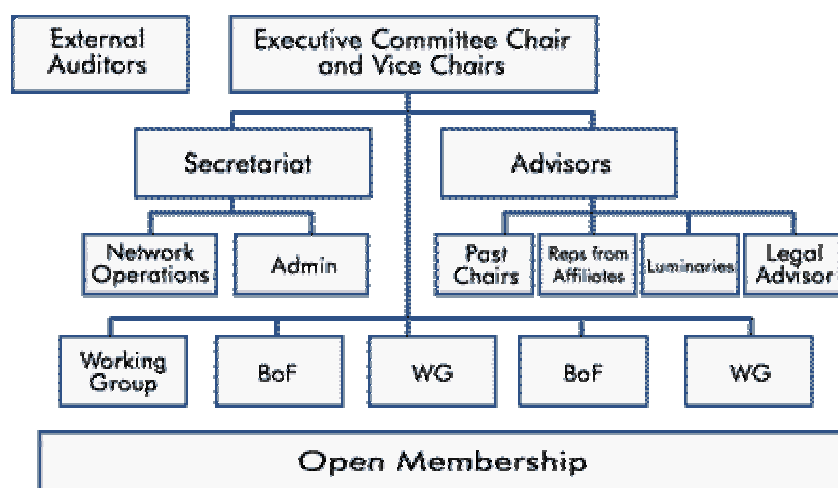 External
Auditors
Executive Committee Chair
and Vice Chairs
Secretariat
Advisors
Network
Operations
Admin
Past
Chairs
Reps from
Affiliates
Luminaries
Legal
Advisor
Working
Group
BoF
WG
BoF
WG
Open Membership